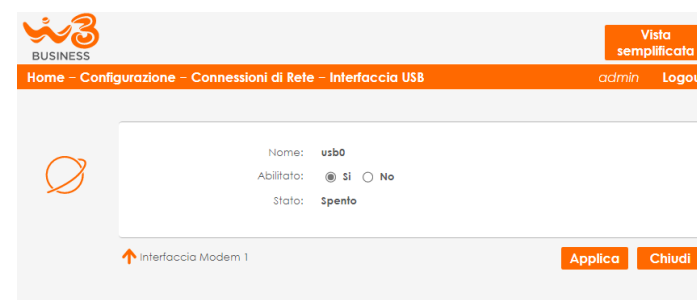 W3
BUSINESS
Vista
semplificata
Home – Configurazione – Connessioni di Rete – Interfaccia USB
admin Logou
Nome: usb0
Abilitato: Si No
Stato: Spento
Interfaccia Modem 1
Applica Chiudi